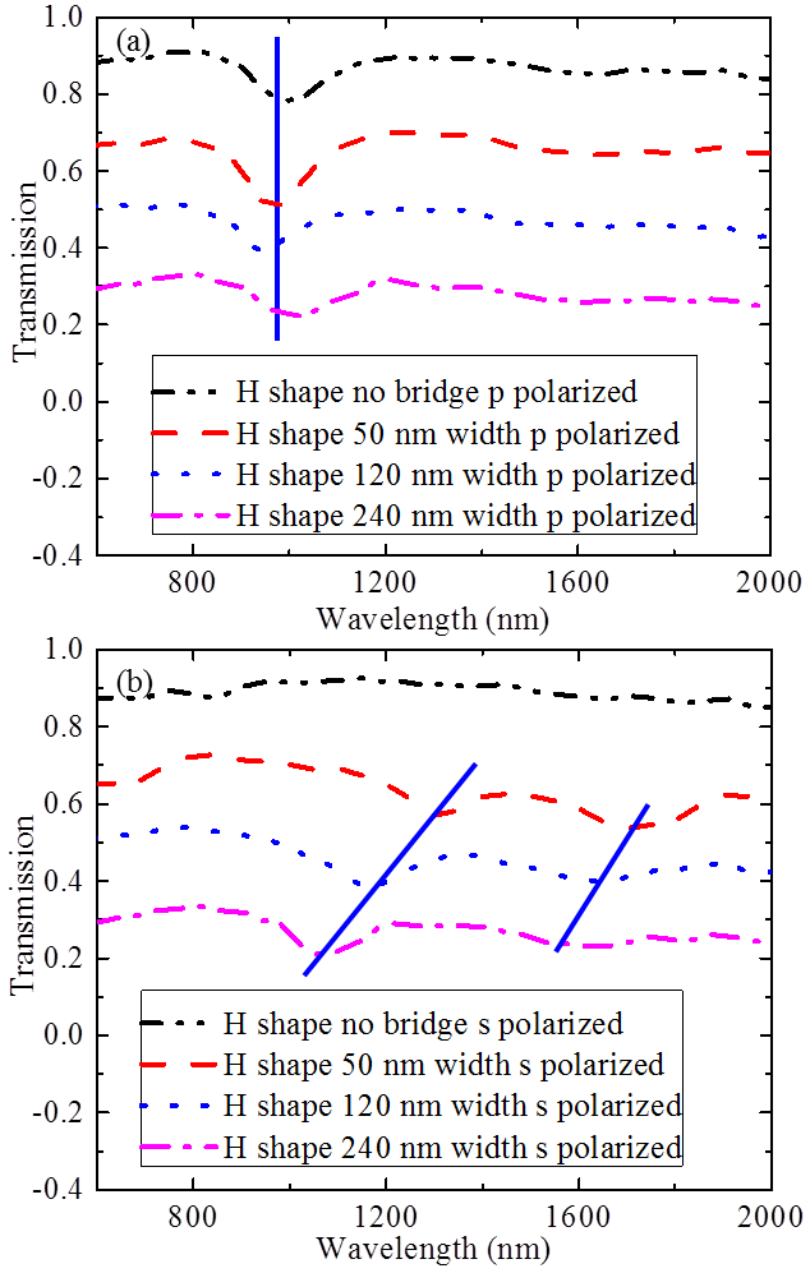 (a)
1.0
0.8
0.6
0.4
0.2
0.0
-0.2
-0.4
Transmission
H shape no bridge p polarized
H shape 50 nm width p polarized
H shape 120 nm width p polarized
H shape 240 nm width p polarized
800 1200 1600 2000
Wavelength (nm)
(b)
1.0
0.8
0.6
0.4
0.2
0.0
-0.2
-0.4
Transmission
H shape no bridge s polarized
H shape 50 nm width s polarized
H shape 120 nm width s polarized
H shape 240 nm width s polarized
800 1200 1600 2000
Wavelength (nm)